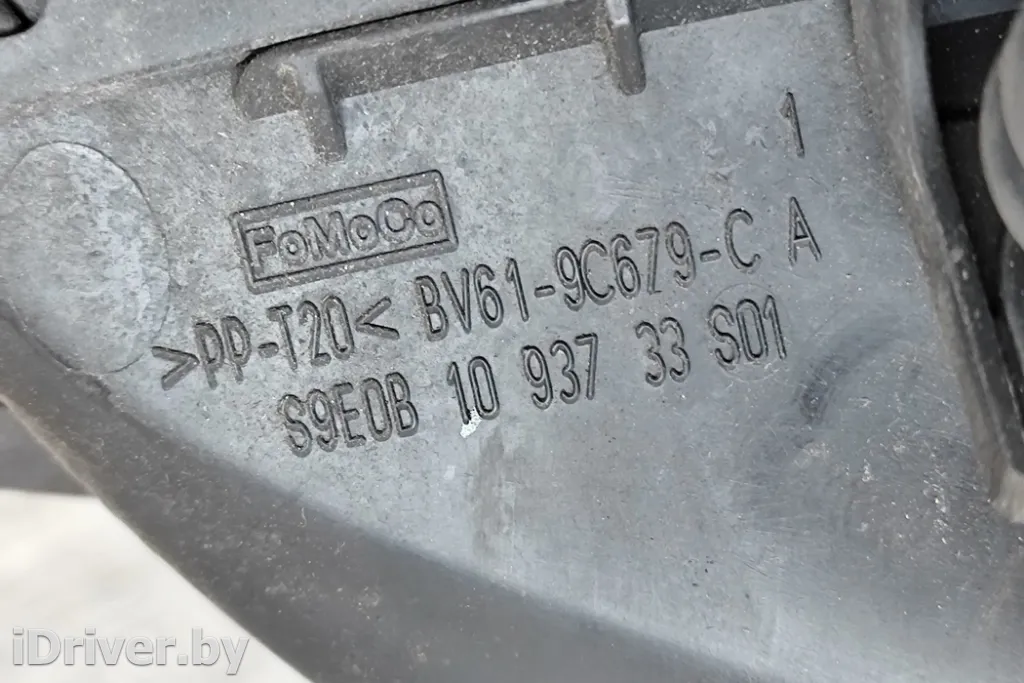 1
FoMoCo
>PP-T20< BV61-9C679-C A
S9E0B 10 937 33 S01
iDriver.by